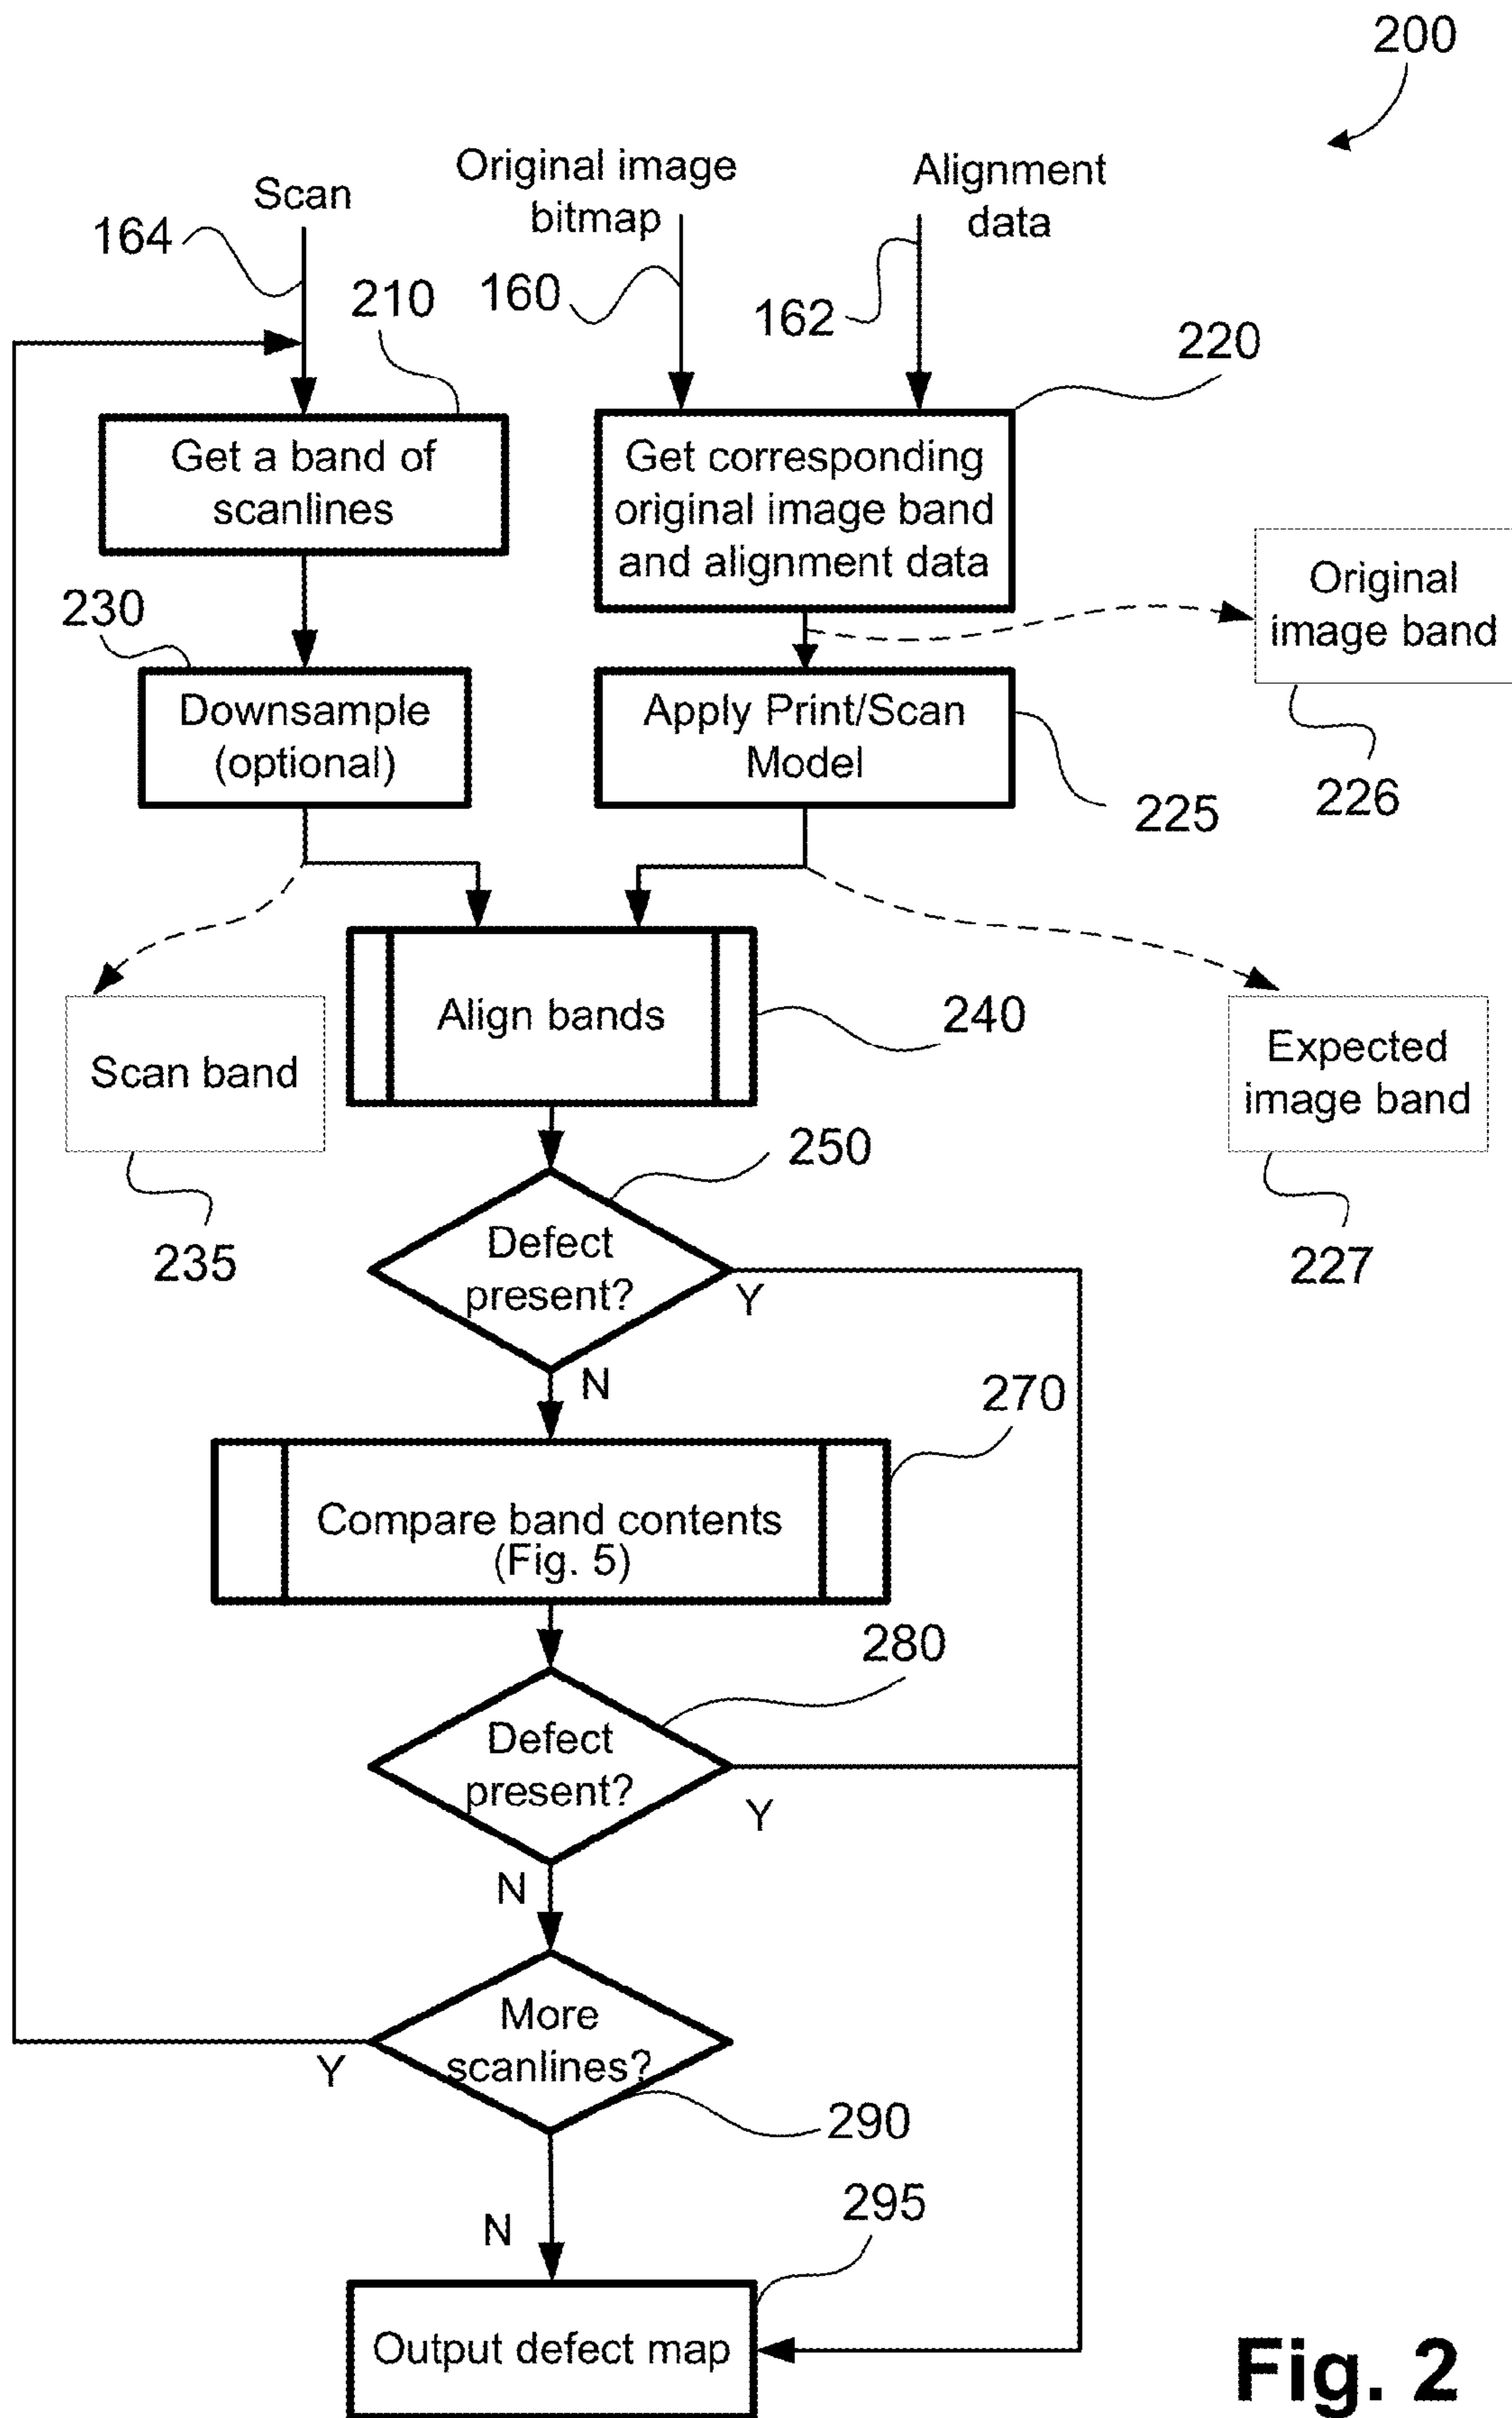 200
Scan
Original image
bitmap
Alignment
data
164
210
160
162
220
Get a band of
scanlines
Get corresponding
original image band
and alignment data
Original
image band
226
230
Downsample
(optional)
Apply Print/Scan
Model
225
Align bands
240
Scan band
235
Expected
image band
227
250
Defect
present?
Y
N
270
Compare band contents
(Fig. 5)
280
Defect
present?
Y
N
More
scanlines?
Y
290
N
295
Output defect map
Fig. 2